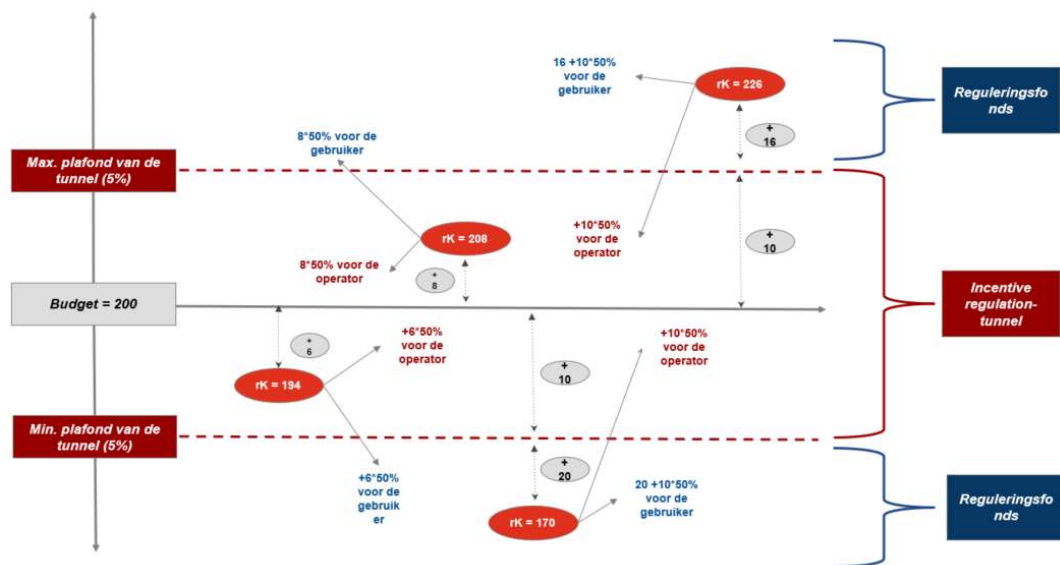 16 +10*50%
voor de
gebruiker
rK = 226
Reguleringsfo
nds
+
16
8*50% voor de
gebruiker
Max. plafond van de
tunnel (5%)
rK = 208
+10*50%
voor de
operator
+
10
8*50% voor de
operator
+
8
Budget = 200
Incentive
regulation-
tunnel
+
6
+6*50%
voor de
operator
+10*50%
voor de
operator
+
10
rK = 194
Min. plafond van de
tunnel (5%)
+
20
+6*50%
voor de
gebruik
er
20 +10*50%
voor de
gebruiker
rK = 170
Reguleringsfo
nds